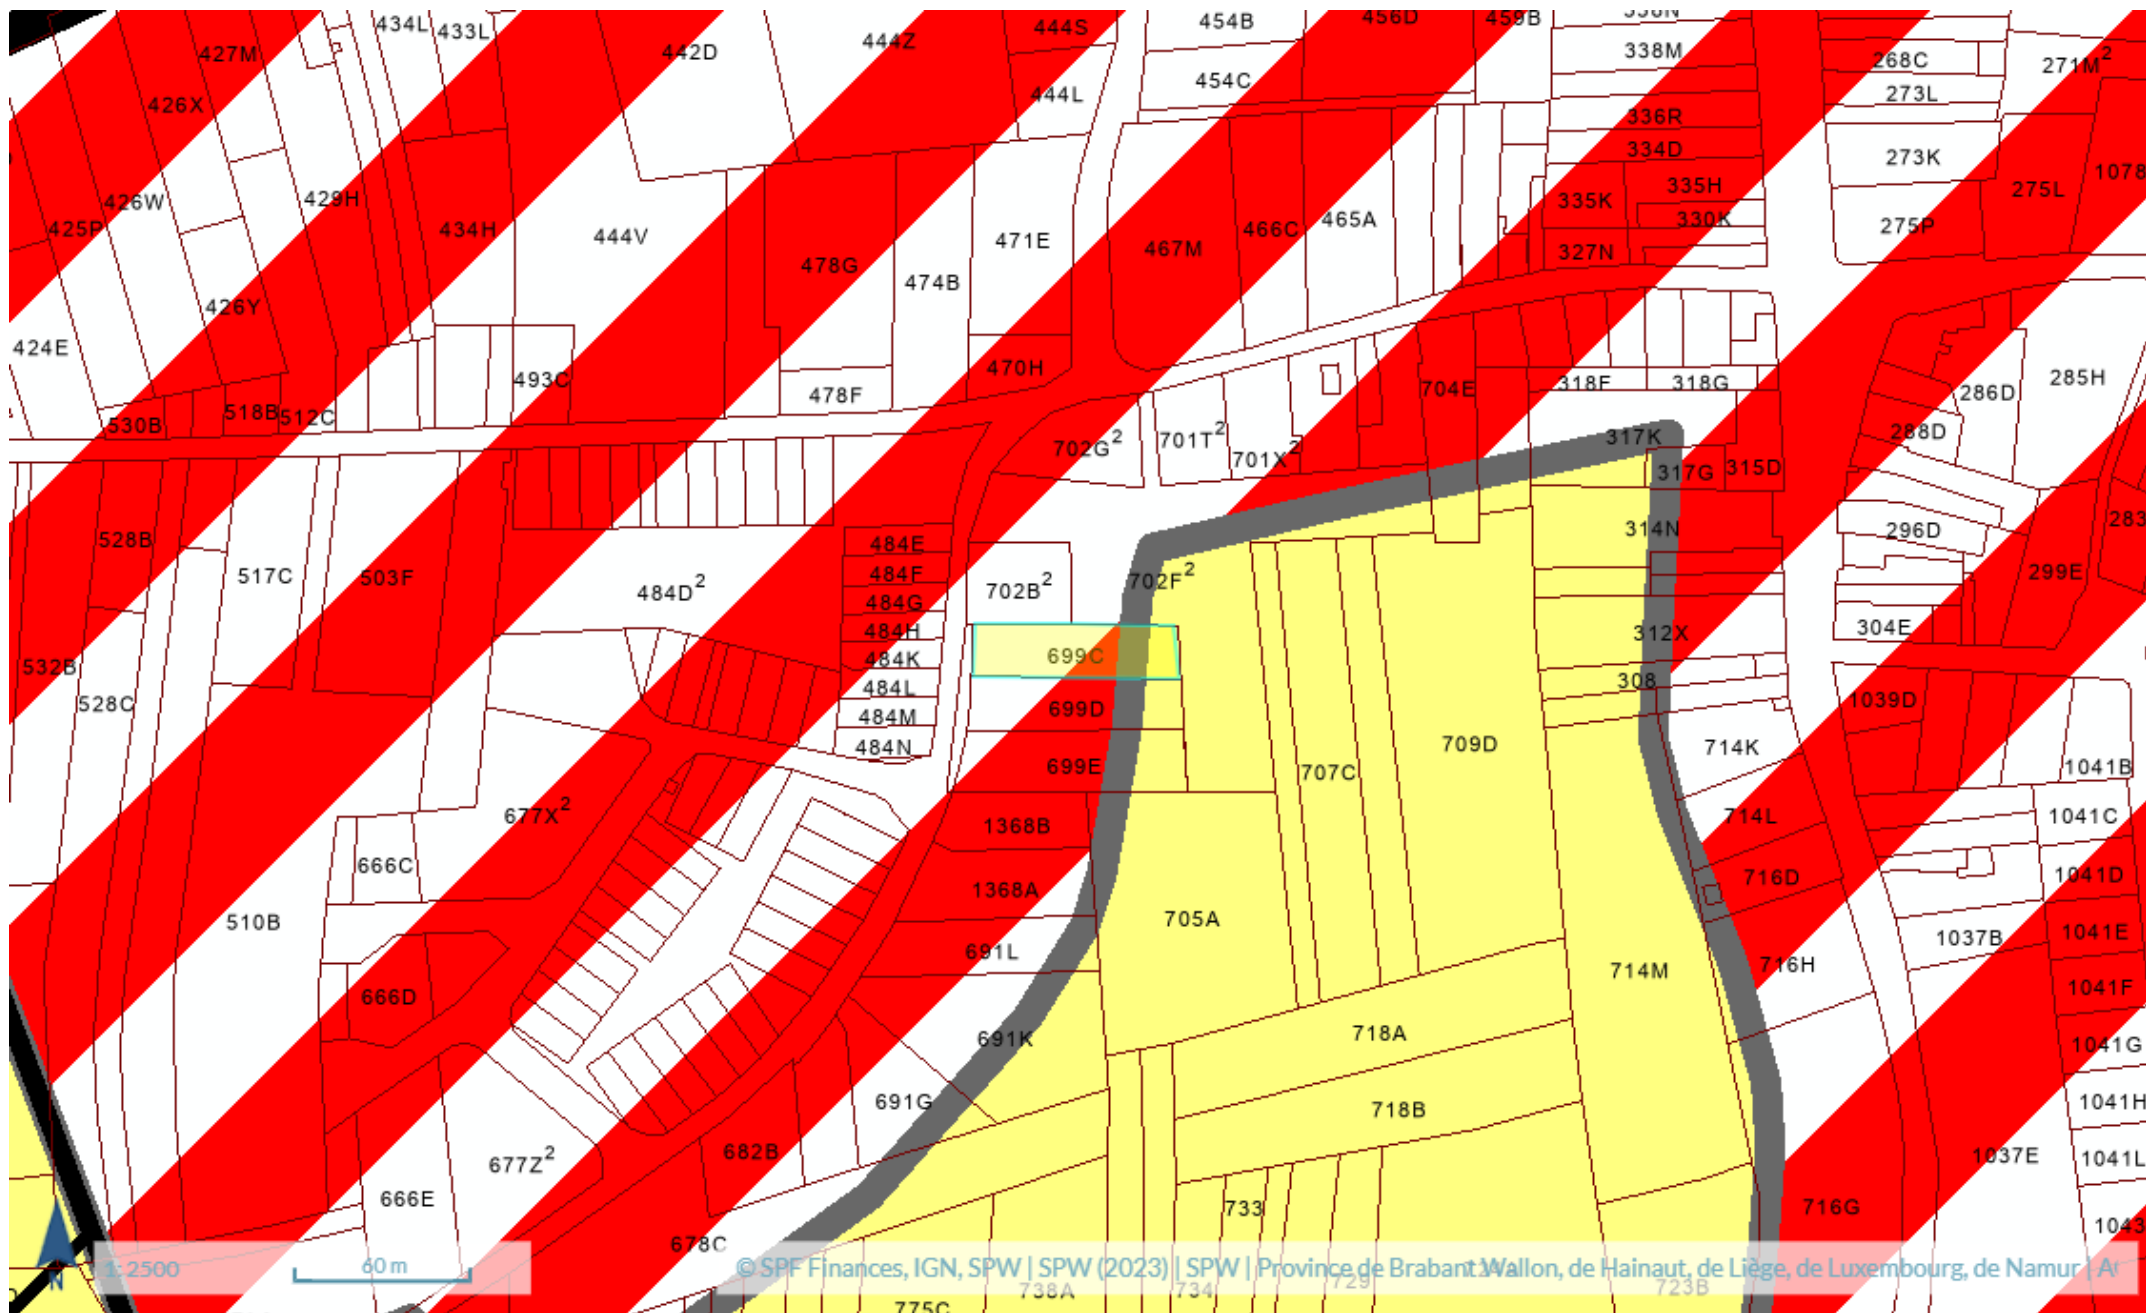 434L
433L
442D
444Z
444S
454B
456D
459B
338M
268C
271M²
427M
426X
444L
454C
336R
334D
273L
273K
335K
335H
330K
275L
1078
426W
425P
429H
434H
444V
478G
474B
471E
467M
466C
465A
327N
275P
426Y
424E
493C
478F
470H
704E
318F
318G
286D
285H
530B
518B
512C
702G²
701T²
701X²
317K
317G
315D
288D
528B
517C
503F
484D²
484E
484F
484G
484H
484K
484L
484M
484N
702B²
702F²
314N
296D
283
299E
699C
312X
304E
308
532B
528C
699D
699E
709D
707C
714K
1039D
1041B
677X²
666C
1368B
1368A
714L
716D
1041C
1041D
510B
691L
705A
714M
716H
1037B
1041E
1041F
666D
691K
718A
1041G
691G
718B
1041H
677Z²
682B
666E
733
1037E
1041L
716G
1043
678C
1: 2500
60 m
N
© SPF Finances, IGN, SPW | SPW (2023) | SPW | Province de Brabant Wallon, de Hainaut, de Liège, de Luxembourg, de Namur | A
738A
734
729
723B
775C